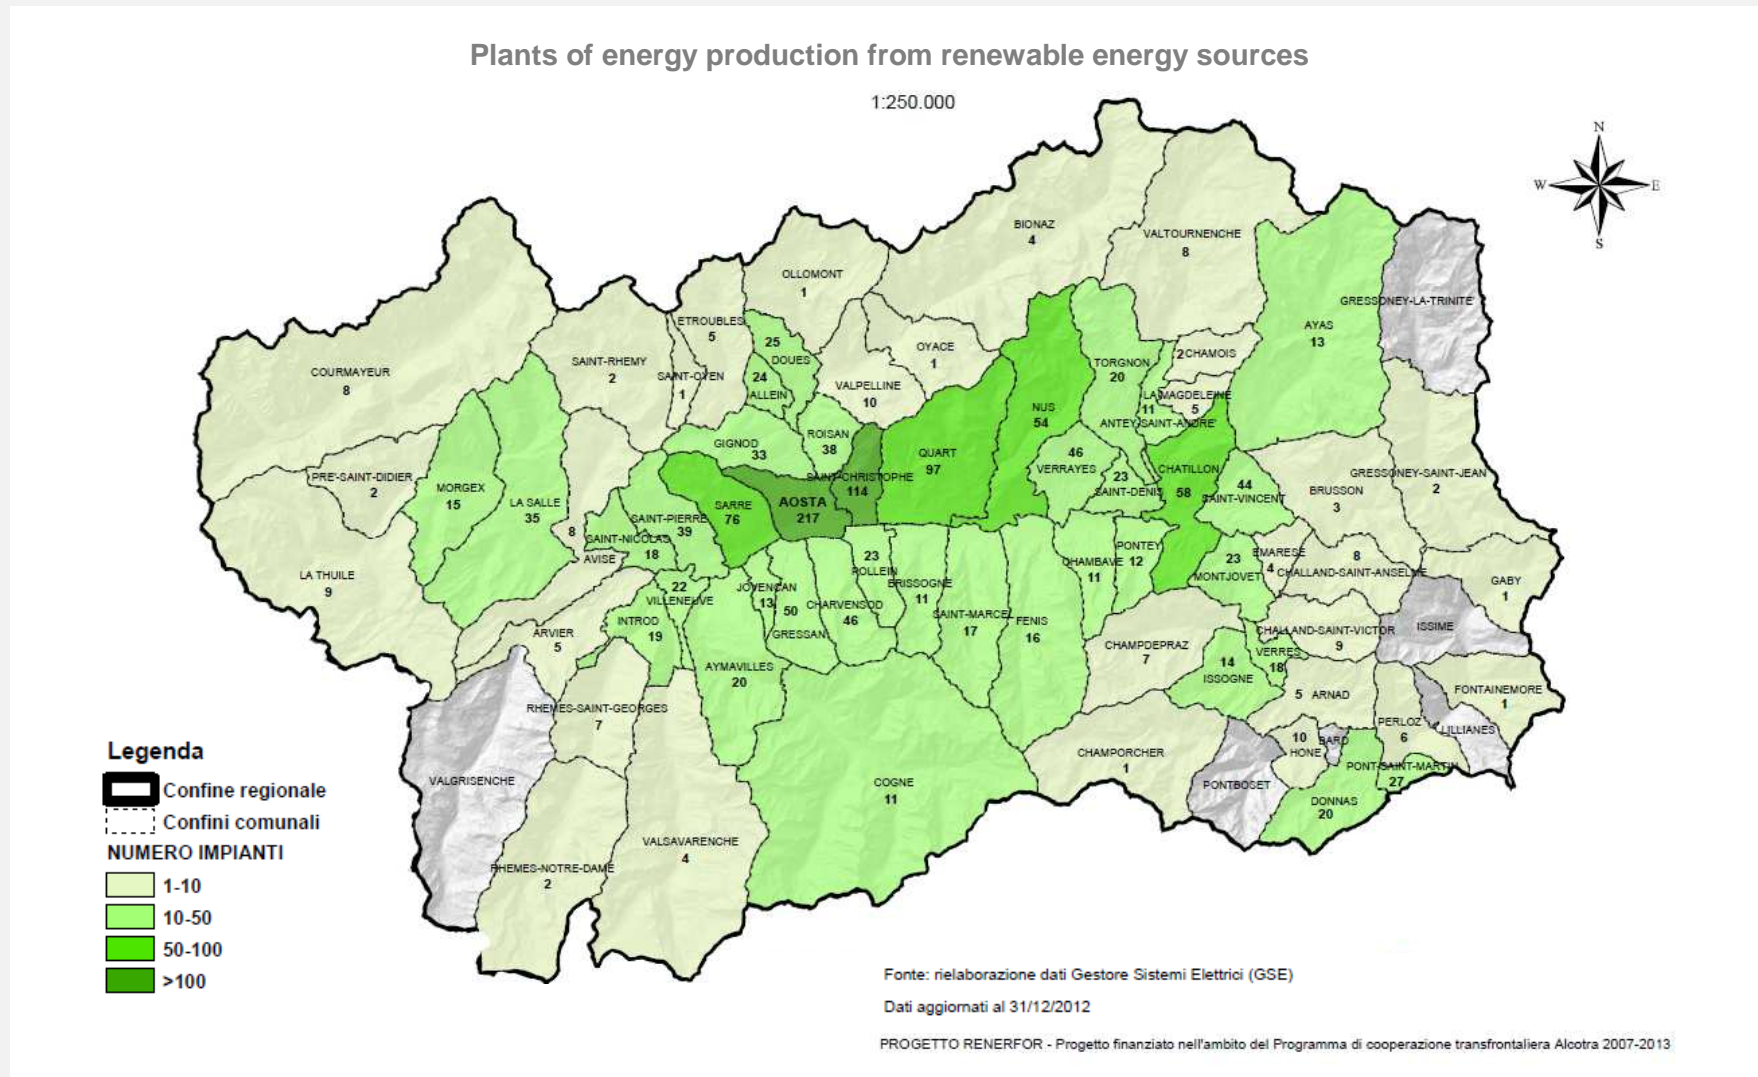 Plants of energy production from renewable energy sources
1:250.000
N
W
E
S
BIONAZ
4
VALTOURNENCHE
8
OLLOMONT
1
GRESSONEY-LA-TRINITE'
ETROUBLES
5
AYAS
13
25
DOUES
OYACE
1
SAINT-RHEMY
2
SAINT-OYEN
1
2 CHAMOIS
TORGNON
20
COURMAYEUR
8
24
ALLEIN
VALPELLINE
10
LA MAGDELEINE
5
11
ANTEY-SAINT-ANDRE'
NUS
54
GIGNOD
33
ROISAN
38
QUART
97
46
VERRAYES
23
SAINT-DENIS
CHATILLON
58
44
SAINT-VINCENT
BRUSSON
3
GRESSONEY-SAINT-JEAN
2
PRE'-SAINT-DIDIER
2
MORGEX
15
LA SALLE
35
SARRE
76
AOSTA
217
SAINT-CHRISTOPHE
114
SAINT-PIERRE
39
8
AVISE
SAINT-NICOLAS
18
23
POLLEIN
CHAMBAVE
11
PONTEY
12
23
MONTJOVET
EMARESE
4
8
CHALLAND-SAINT-ANSELME
GABY
1
LA THUILE
9
22
VILLENEUVE
JOVENCAN
13
50
GRESSAN
CHARVENSOD
46
BRISSOGNE
11
SAINT-MARCEL
17
FENIS
16
INTROD
19
ARVIER
5
CHALLAND-SAINT-VICTOR
9
ISSIME
CHAMPDEPRAZ
7
14
ISSOGNE
VERRES
18
AYMAVILLES
20
5 ARNAD
FONTAINEMORE
1
RHEMES-SAINT-GEORGES
7
PERLOZ
6
LILLIANES
10
HONE
BARD
CHAMPORCHER
1
PONT-SAINT-MARTIN
27
VALGRISENCHE
COGNE
11
PONTBOSET
DONNAS
20
VALSAVARENCHE
4
RHEMES-NOTRE-DAME
2
Legenda
Confine regionale
Confini comunali
NUMERO IMPIANTI
1-10
10-50
50-100
>100
Fonte: rielaborazione dati Gestore Sistemi Elettrici (GSE)
Dati aggiornati al 31/12/2012
PROGETTO RENERFOR - Progetto finanziato nell'ambito del Programma di cooperazione transfrontaliera Alcotra 2007-2013